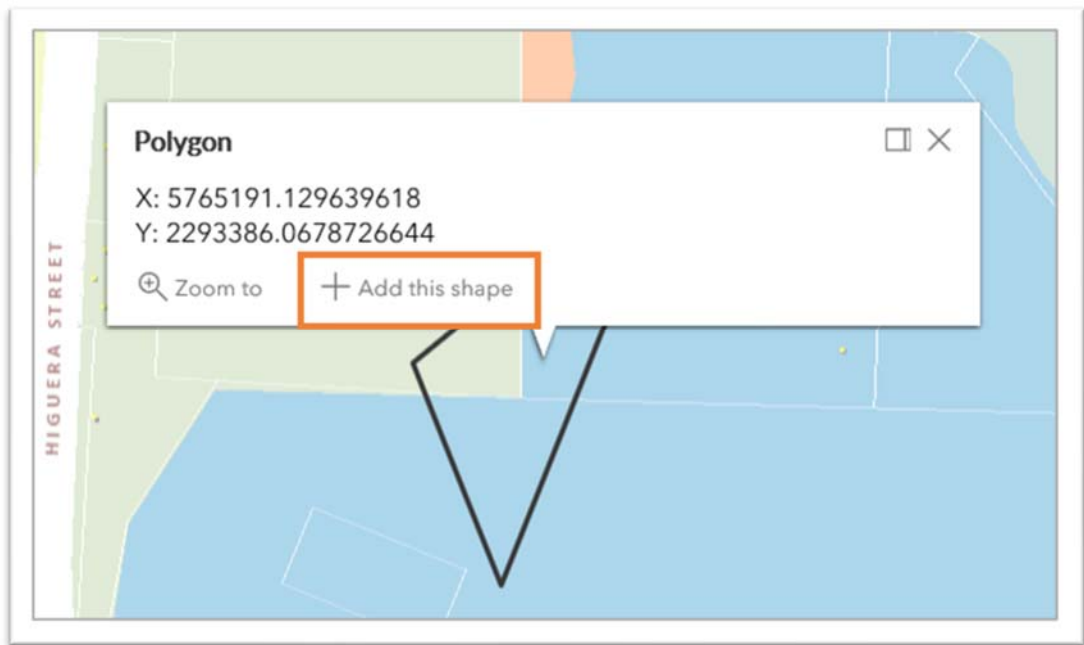 Polygon
X: 5765191.129639618
Y: 2293386.0678726644
Zoom to
Add this shape
HIGUERA STREET